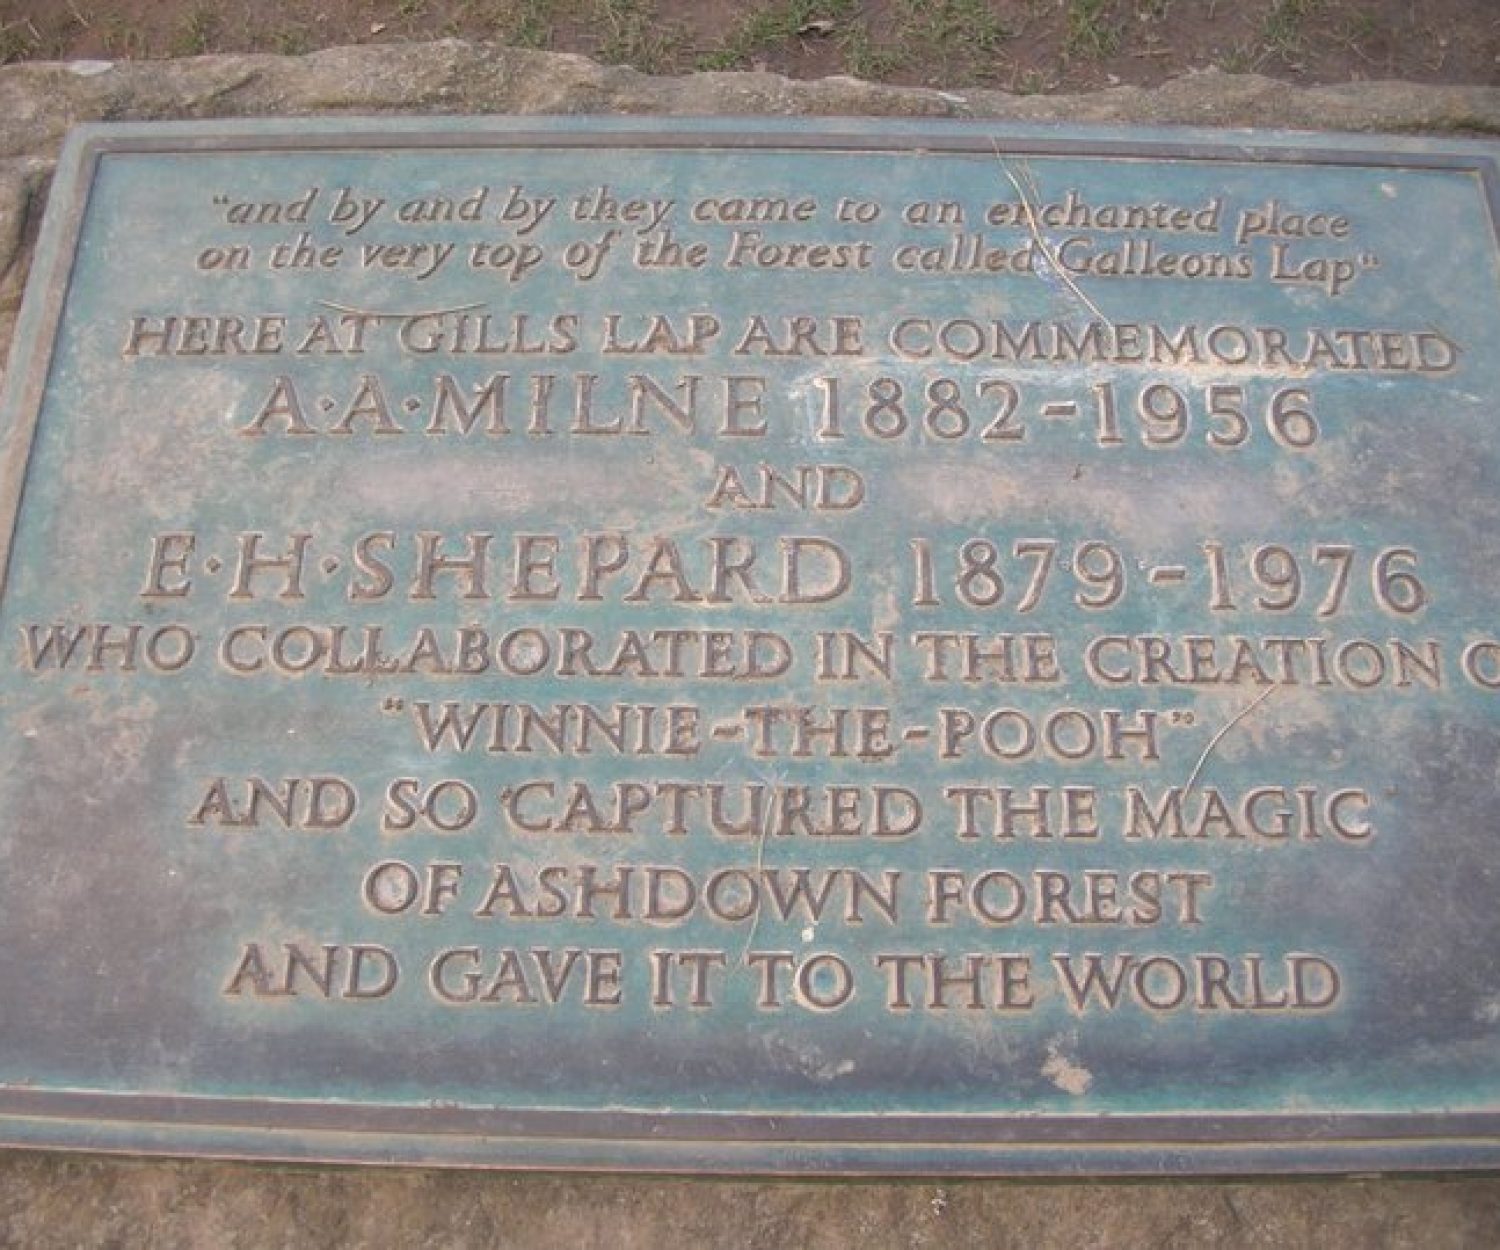 "and by and by they came to an enchanted place
on the very top of the Forest called Galleons Lap"
HERE AT GILLS LAP ARE COMMEMORATED
A·A·MILNE 1882-1956
AND
E·H·SHEPARD 1879-1976
WHO COLLABORATED IN THE CREATION O
"WINNIE-THE-POOH"
AND SO CAPTURED THE MAGIC
OF ASHDOWN FOREST
AND GAVE IT TO THE WORLD